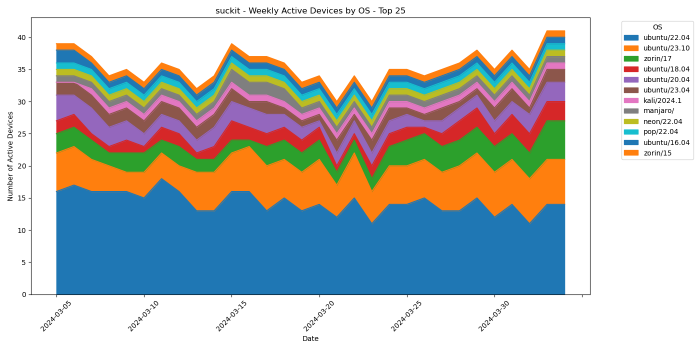 suckit - Weekly Active Devices by OS - Top 25
Number of Active Devices
40
35
30
25
20
15
10
5
0
2024-03-05
2024-03-10
2024-03-15
2024-03-20
2024-03-25
2024-03-30
Date
OS
ubuntu/22.04
ubuntu/23.10
zorin/17
ubuntu/18.04
ubuntu/20.04
ubuntu/23.04
kali/2024.1
manjaro/
neon/22.04
pop/22.04
ubuntu/16.04
zorin/15